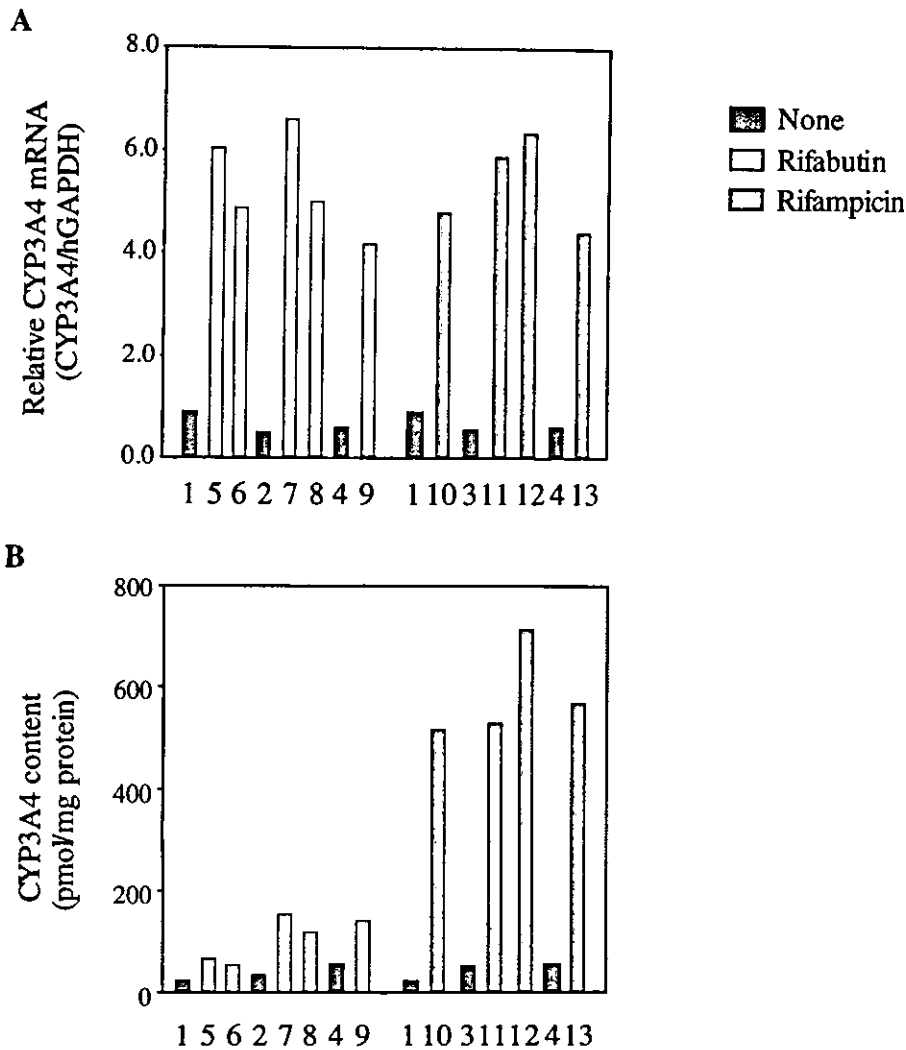 A
Relative CYP3A4 mRNA
(CYP3A4/hGAPDH)
8.0
6.0
4.0
2.0
0.0
1 5 6 2 7 8 4 9 1 10 3 11 12 4 13
None
Rifabutin
Rifampicin
B
CYP3A4 content
(pmol/mg protein)
800
600
400
200
0
1 5 6 2 7 8 4 9 1 10 3 11 12 4 13